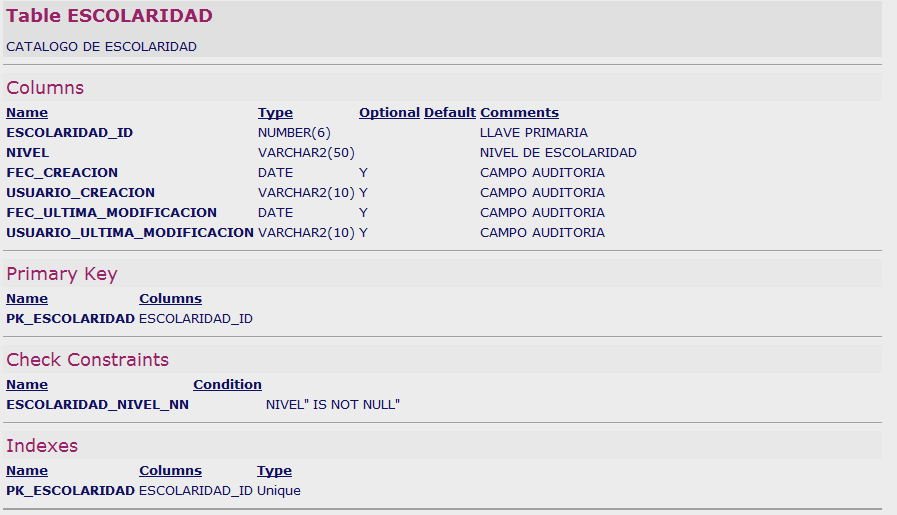 Table ESCOLARIDAD
CATALOGO DE ESCOLARIDAD
Columns
Name Type Optional Default Comments
ESCOLARIDAD_ID NUMBER(6) LLAVE PRIMARIA
NIVEL VARCHAR2(50) NIVEL DE ESCOLARIDAD
FEC_CREACION DATE Y CAMPO AUDITORIA
USUARIO_CREACION VARCHAR2(10) Y CAMPO AUDITORIA
FEC_ULTIMA_MODIFICACION DATE Y CAMPO AUDITORIA
USUARIO_ULTIMA_MODIFICACION VARCHAR2(10) Y CAMPO AUDITORIA
Primary Key
Name Columns
PK_ESCOLARIDAD ESCOLARIDAD_ID
Check Constraints
Name Condition
ESCOLARIDAD_NIVEL_NN NIVEL" IS NOT NULL"
Indexes
Name Columns Type
PK_ESCOLARIDAD ESCOLARIDAD_ID Unique